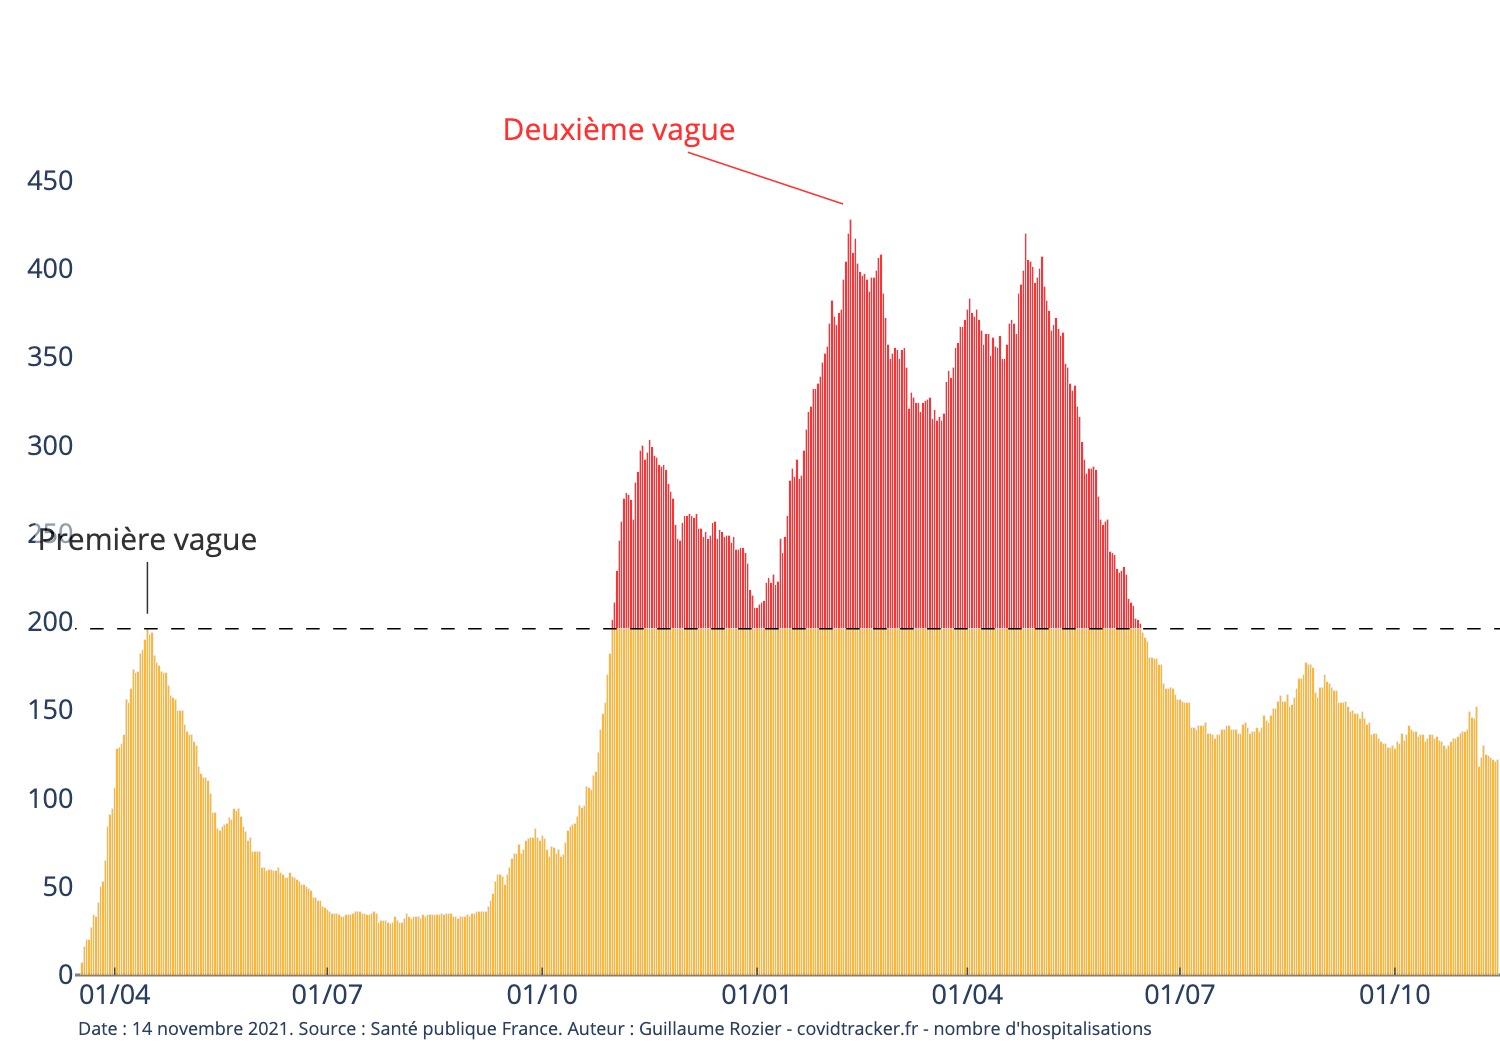 Deuxième vague
450
400
350
300
250
Première vague
200
150
100
50
0
01/04 01/07 01/10 01/01 01/04 01/07 01/10
Date : 14 novembre 2021. Source : Santé publique France. Auteur : Guillaume Rozier - covidtracker.fr - nombre d'hospitalisations